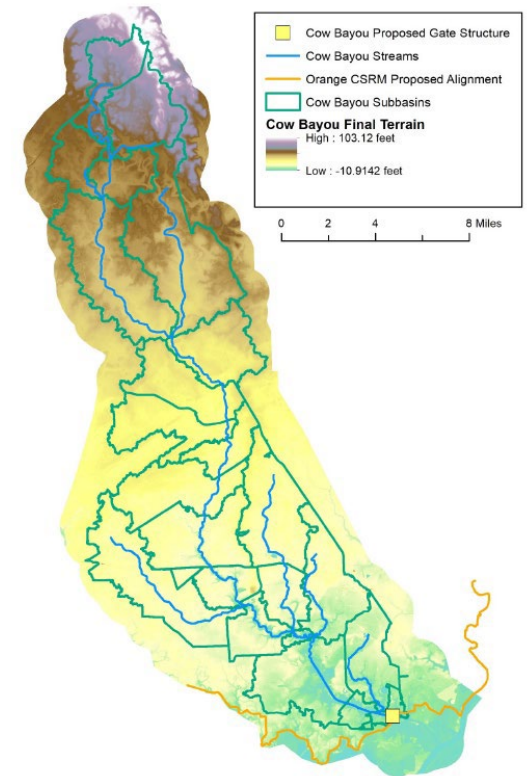 Cow Bayou Proposed Gate Structure
Cow Bayou Streams
Orange CSRM Proposed Alignment
Cow Bayou Subbasins
Cow Bayou Final Terrain
High : 103.12 feet
Low : -10.9142 feet
0 2 4 8 Miles